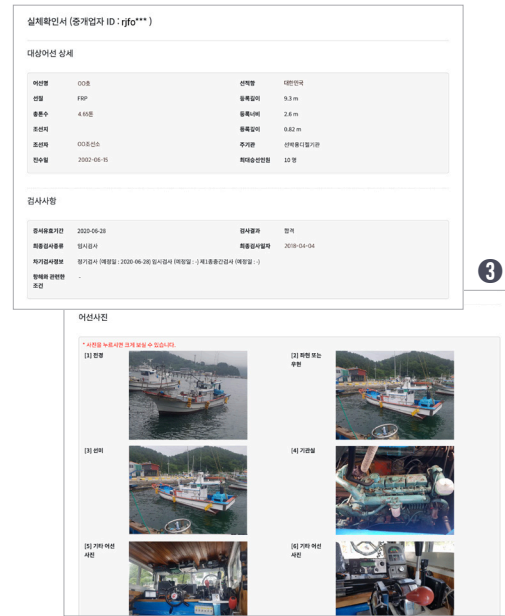 실체확인서 (중개업자 ID : rjfo*** )
대상어선 상세
어선명 OO호 선적항 대한민국
선질 FRP 등록길이 9.3 m
총톤수 4.65톤 등록너비 2.6 m
조선지 등록깊이 0.82 m
조선자 OO조선소 주기관 선박용디젤기관
진수일 2002-06-15 최대승선인원 10 명
검사사항
증서유효기간 2020-06-28 검사결과 합격
최종검사종류 임시검사 최종검사일자 2018-04-04
차기검사정보 정기검사 (예정일 : 2020-06-28) 임시검사 (예정일 : -) 제1종중간검사 (예정일 : -)
항해와 관련한
조건 -
3
어선사진
* 사진을 누르시면 크게 보실 수 있습니다.
[1] 전경 [2] 좌현 또는
우현
[3] 선미 [4] 기관실
[5] 기타 어선
사진
[6] 기타 어선
사진